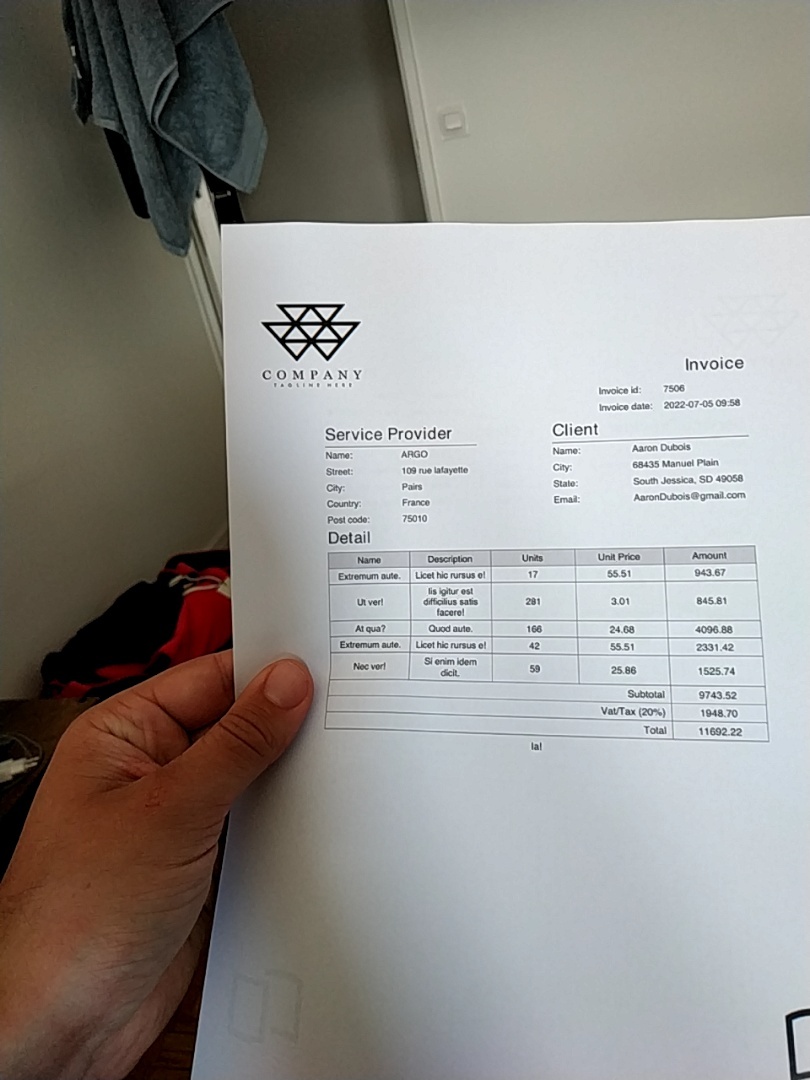 COMPANY
TAGLINE HERE
Invoice
Invoice id: 7506
Invoice date: 2022-07-05 09:58
Service Provider
Name: ARGO
Street: 109 rue lafayette
City: Pairs
Country: France
Post code: 75010
Client
Name: Aaron Dubois
City: 68435 Manuel Plain
State: South Jessica, SD 49058
Email: AaronDubois@gmail.com
Detail
Name Description Units Unit Price Amount
Extremum aute. Licet hic rursus e! 17 55.51 943.67
Ut ver! Iis igitur est difficilius satis facere! 281 3.01 845.81
At qua? Quod aute. 166 24.68 4096.88
Extremum aute. Licet hic rursus e! 42 55.51 2331.42
Nec ver! Si enim idem dicit. 59 25.86 1525.74
Subtotal 9743.52
Vat/Tax (20%) 1948.70
Total 11692.22
Ia!